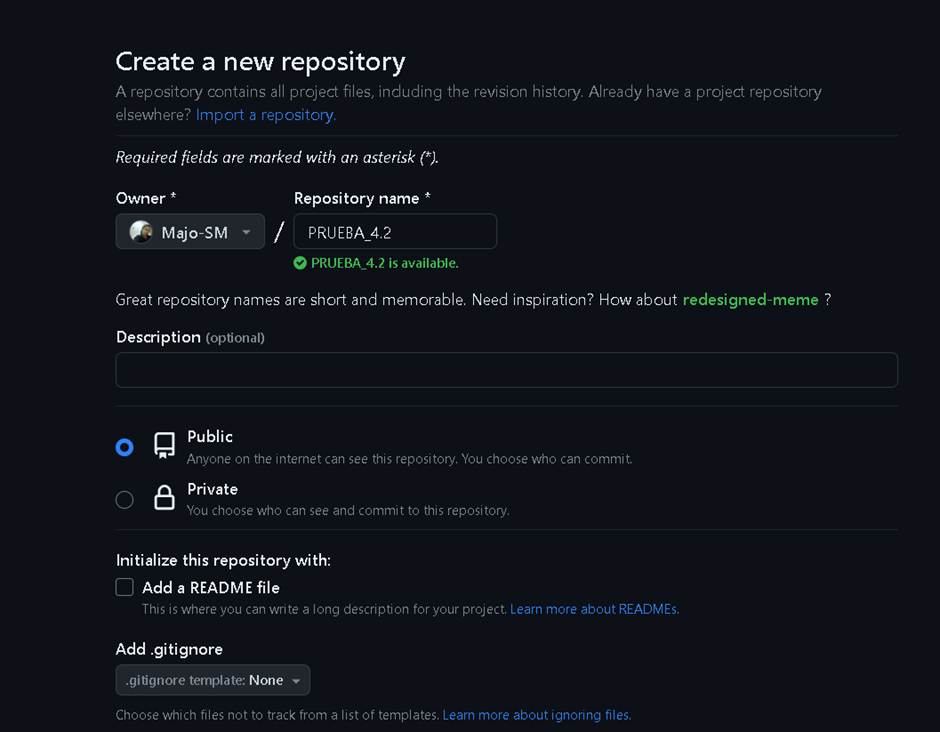 Create a new repository
A repository contains all project files, including the revision history. Already have a project repository
elsewhere? Import a repository.
Required fields are marked with an asterisk (*).
Owner * Repository name *
Majo-SM / PRUEBA_4.2
PRUEBA_4.2 is available.
Great repository names are short and memorable. Need inspiration? How about redesigned-meme ?
Description (optional)
Public
Anyone on the internet can see this repository. You choose who can commit.
Private
You choose who can see and commit to this repository.
Initialize this repository with:
Add a README file
This is where you can write a long description for your project. Learn more about READMEs.
Add .gitignore
.gitignore template: None
Choose which files not to track from a list of templates. Learn more about ignoring files.